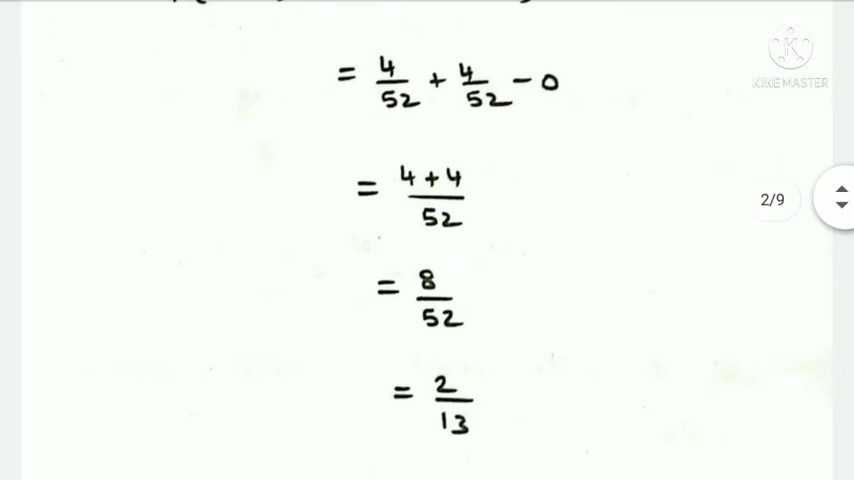 = 4/52 + 4/52 - 0
KINEMASTER
= 4+4/52
2/9
= 8/52
= 2/13